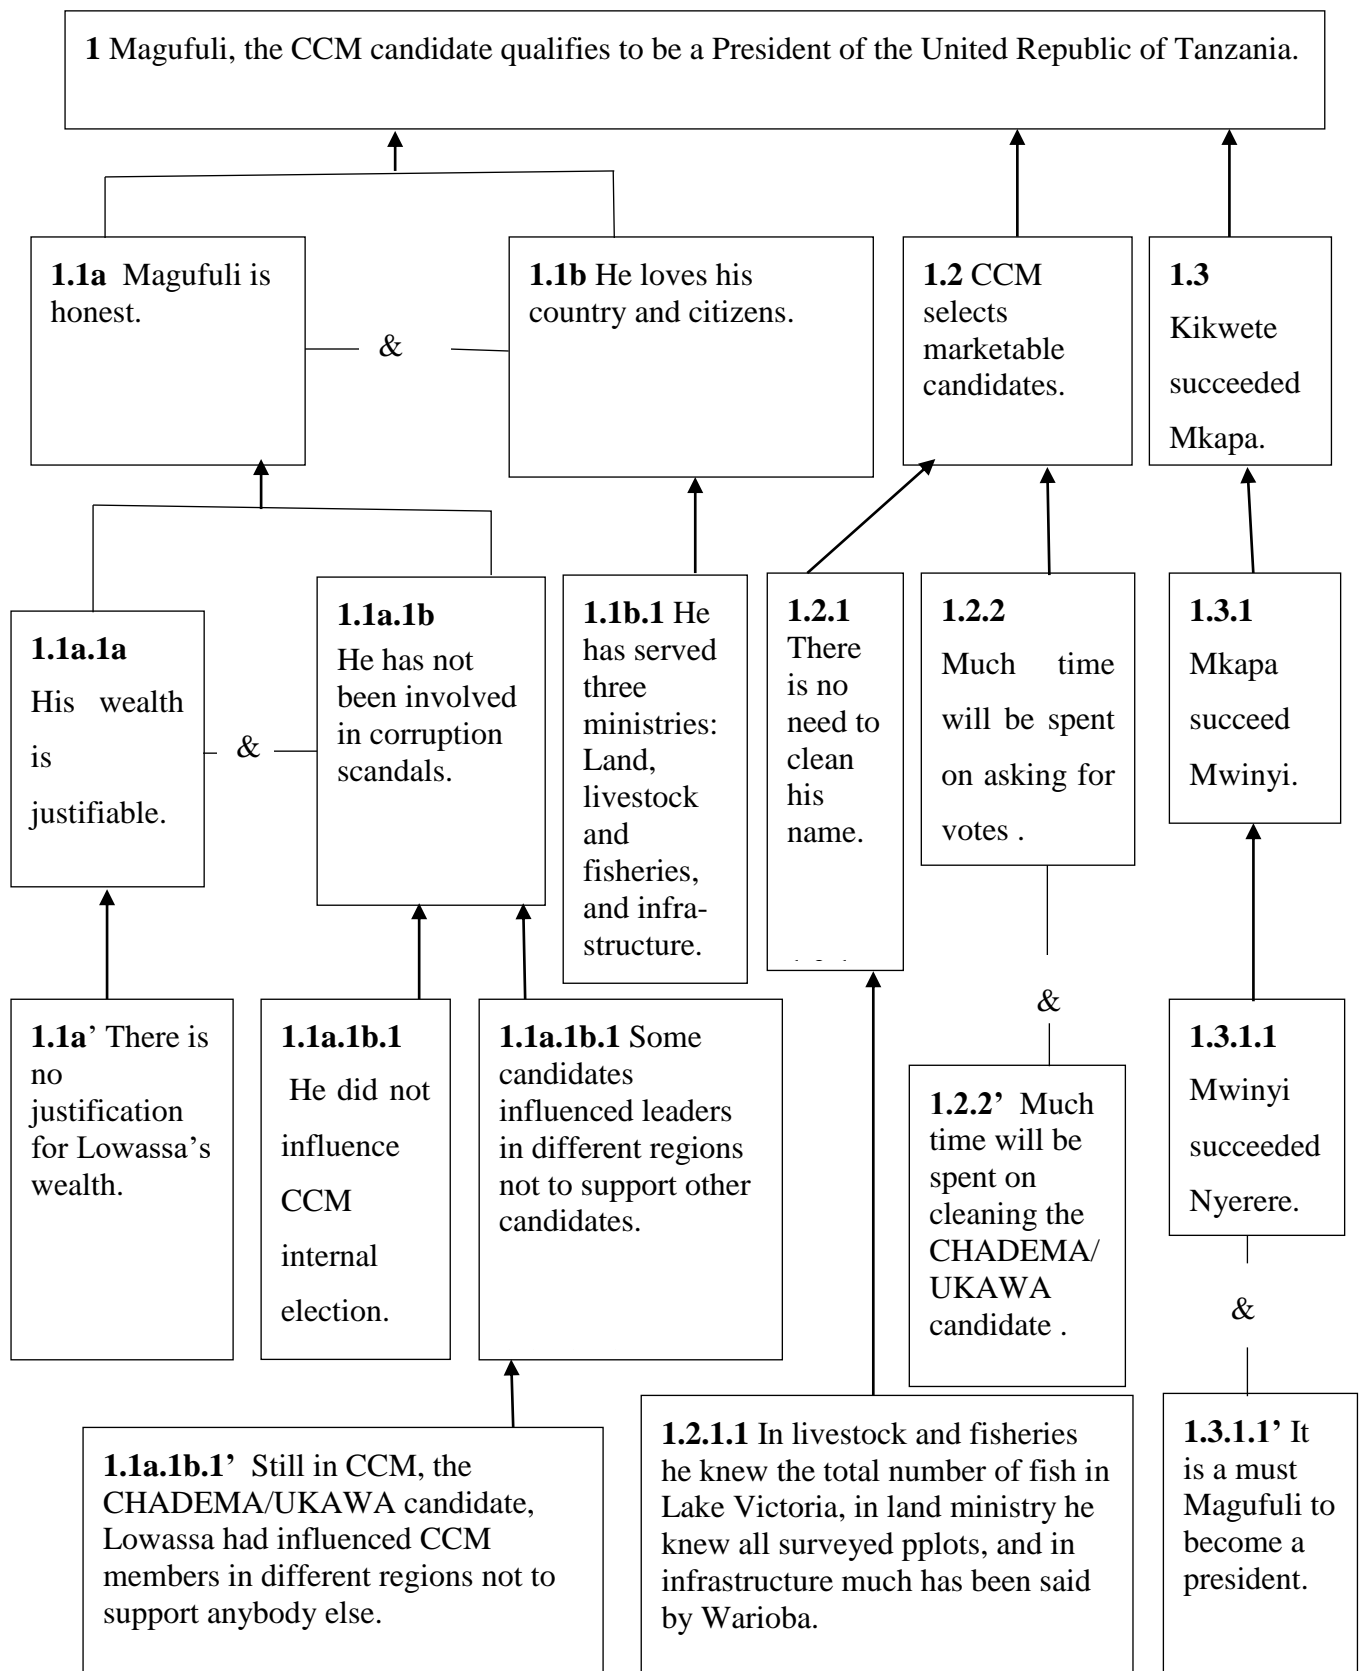 1 Magufuli, the CCM candidate qualifies to be a President of the United Republic of Tanzania.
1.1a Magufuli is
honest.
&
1.1b He loves his
country and citizens.
1.2 CCM
selects
marketable
candidates.
1.3
Kikwete
succeeded
Mkapa.
1.1a.1a
His wealth
is
justifiable.
&
1.1a.1b
He has not
been involved
in corruption
scandals.
1.1b.1 He
has served
three
ministries:
Land,
livestock
and
fisheries,
and infra-
structure.
1.2.1
There
is no
need to
clean
his
name.
1.2.2
Much time
will be spent
on asking for
votes .
1.3.1
Mkapa
succeed
Mwinyi.
1.1a’ There is
no
justification
for Lowassa’s
wealth.
1.1a.1b.1
He did not
influence
CCM
internal
election.
1.1a.1b.1 Some
candidates
influenced leaders
in different regions
not to support other
candidates.
&
1.2.2’ Much
time will be
spent on
cleaning the
CHADEMA/
UKAWA
candidate .
1.3.1.1
Mwinyi
succeeded
Nyerere.
&
1.1a.1b.1’ Still in CCM, the
CHADEMA/UKAWA candidate,
Lowassa had influenced CCM
members in different regions not to
support anybody else.
1.2.1.1 In livestock and fisheries
he knew the total number of fish in
Lake Victoria, in land ministry he
knew all surveyed pplots, and in
infrastructure much has been said
by Warioba.
1.3.1.1’ It
is a must
Magufuli to
become a
president.